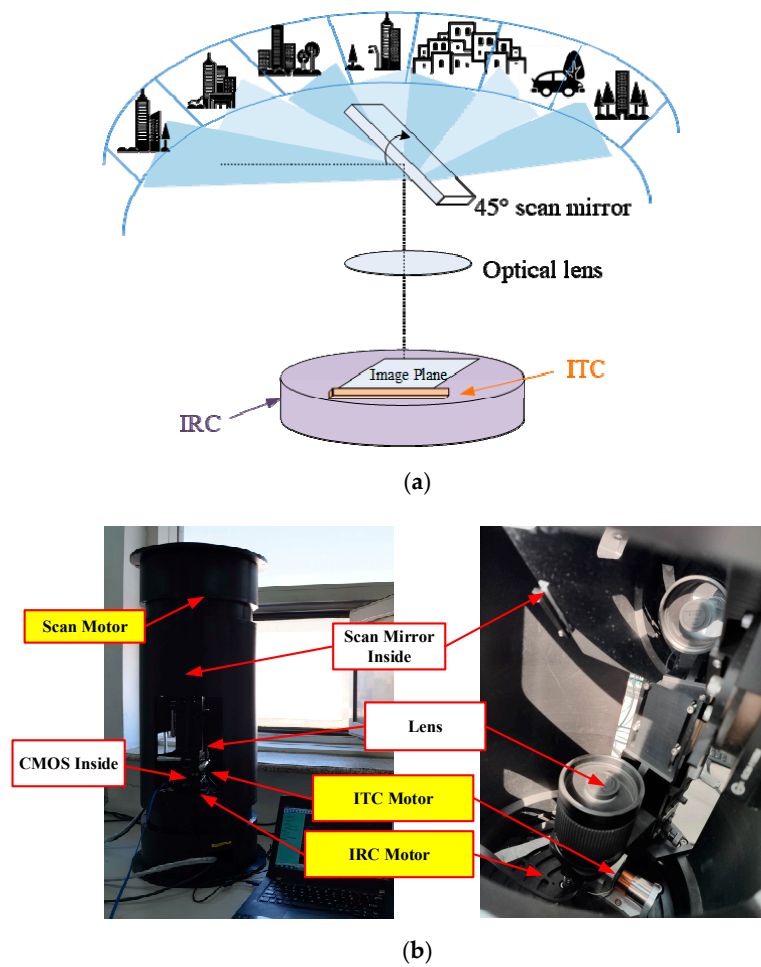 45° scan mirror
Optical lens
Image Plane
ITC
IRC
(a)
Scan Motor
Scan Mirror
Inside
Lens
CMOS Inside
ITC Motor
IRC Motor
(b)